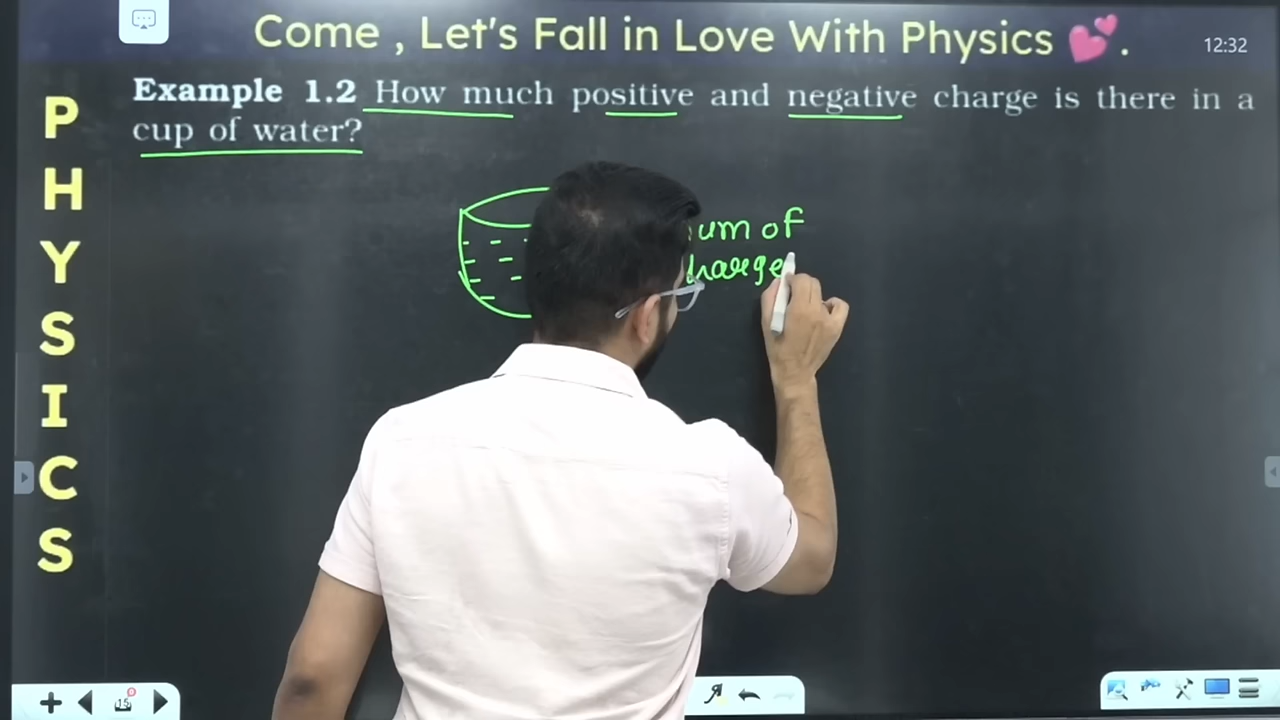 Come , Let's Fall in Love With Physics 💕 .
12:32
PHYSICS
Example 1.2 How much positive and negative charge is there in a
cup of water?
um of
harge